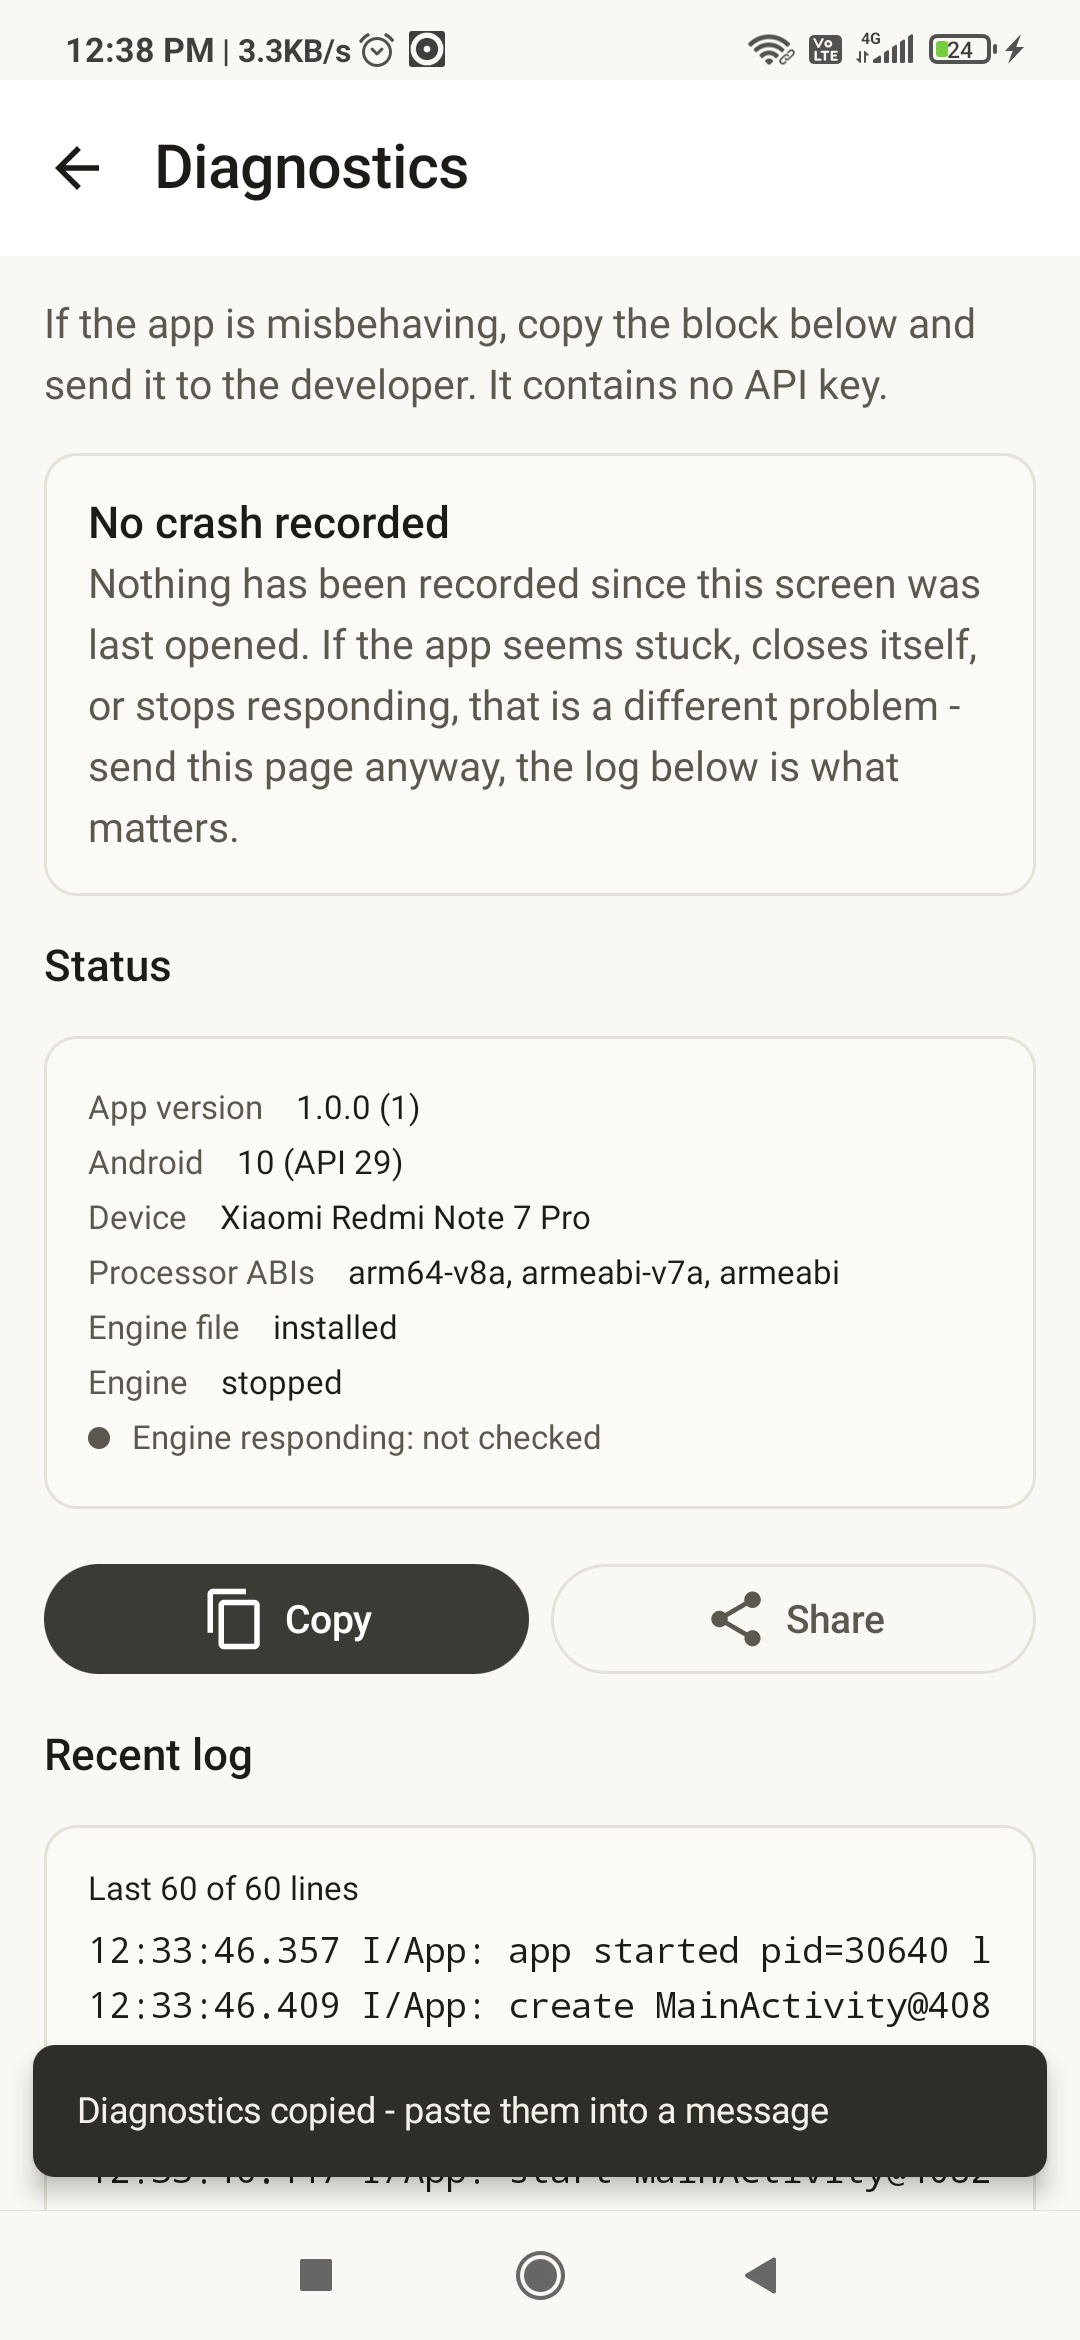 12:38 PM | 3.3KB/s
Vo LTE 4G 24
Diagnostics
If the app is misbehaving, copy the block below and
send it to the developer. It contains no API key.
No crash recorded
Nothing has been recorded since this screen was
last opened. If the app seems stuck, closes itself,
or stops responding, that is a different problem -
send this page anyway, the log below is what
matters.
Status
App version 1.0.0 (1)
Android 10 (API 29)
Device Xiaomi Redmi Note 7 Pro
Processor ABIs arm64-v8a, armeabi-v7a, armeabi
Engine file installed
Engine stopped
Engine responding: not checked
Copy
Share
Recent log
Last 60 of 60 lines
12:33:46.357 I/App: app started pid=30640 l
12:33:46.409 I/App: create MainActivity@408
Diagnostics copied - paste them into a message